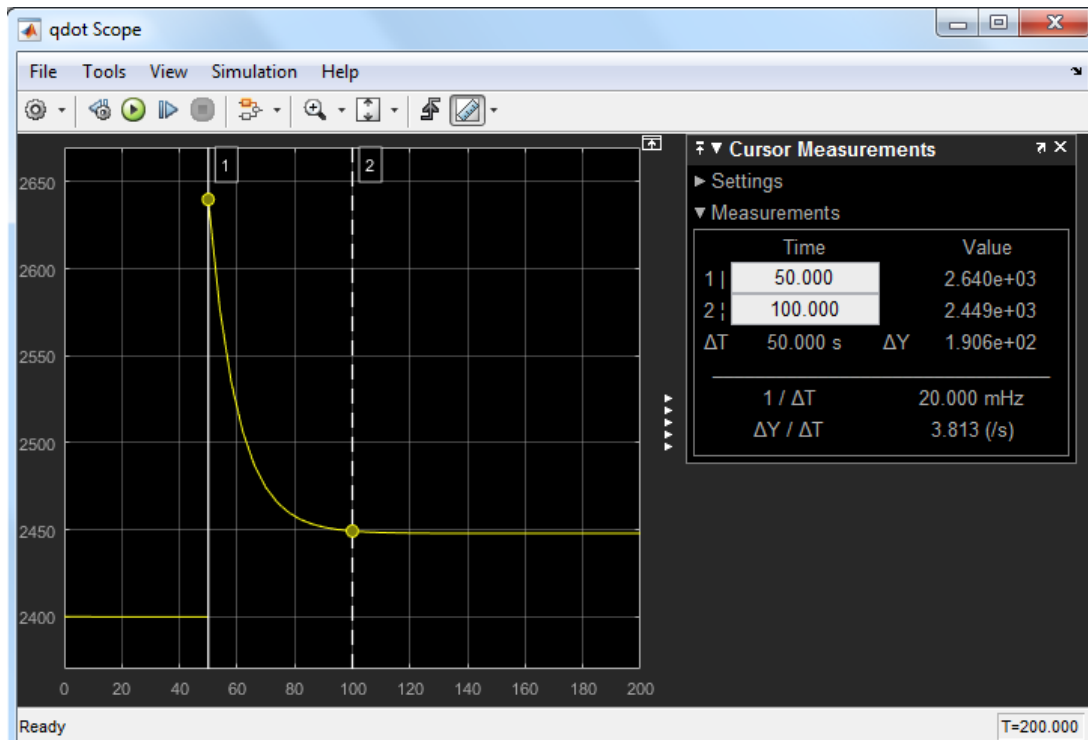 qdot Scope
File Tools View Simulation Help
1
2
2650
2600
2550
2500
2450
2400
0 20 40 60 80 100 120 140 160 180 200
Cursor Measurements
Settings
Measurements
Time Value
1 | 50.000 2.640e+03
2 ¦ 100.000 2.449e+03
ΔT 50.000 s ΔY 1.906e+02
1 / ΔT 20.000 mHz
ΔY / ΔT 3.813 (/s)
Ready T=200.000